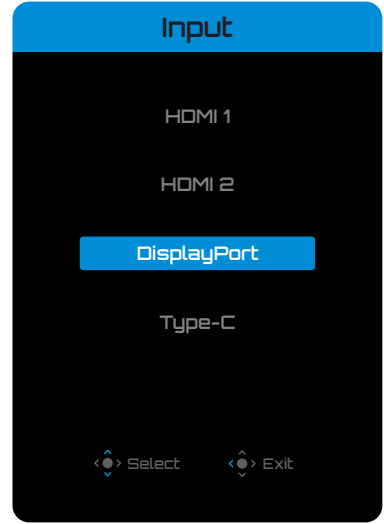 Input
HDMI 1
HDMI 2
DisplayPort
Type-C
Select Exit